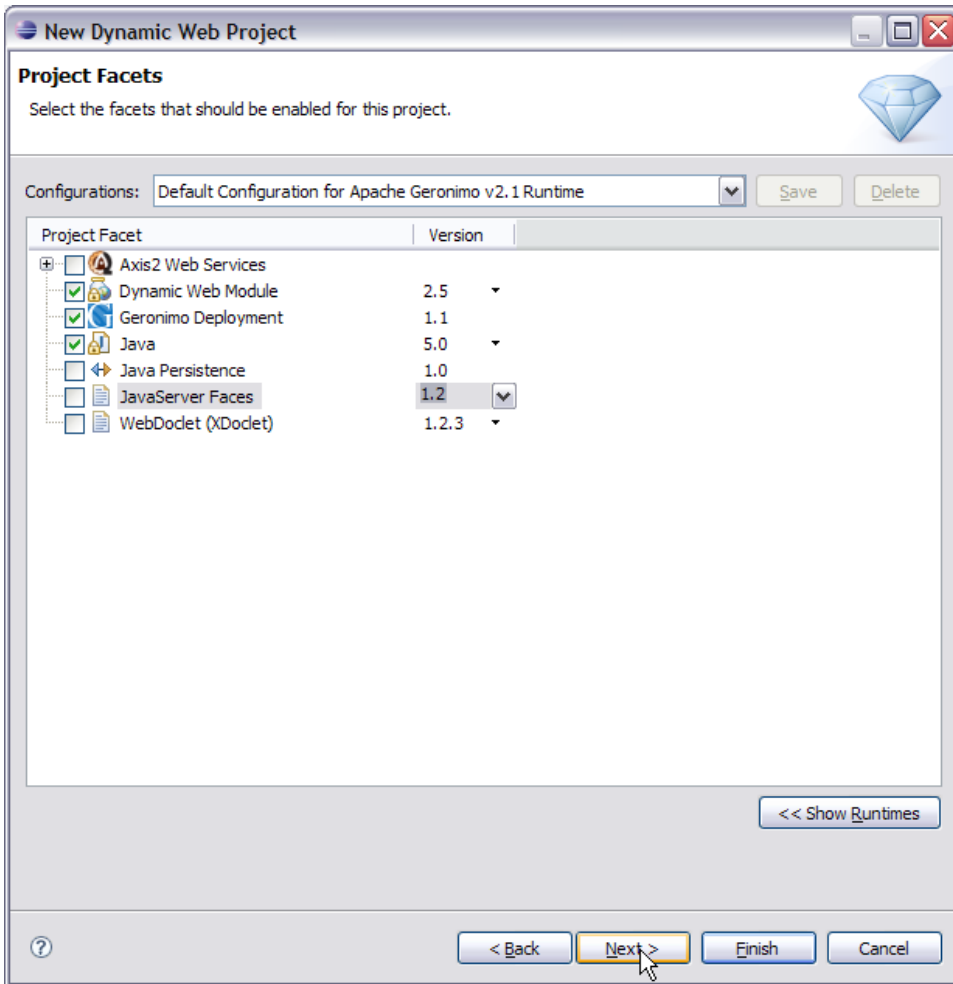 New Dynamic Web Project
Project Facets
Select the facets that should be enabled for this project.
Configurations: Default Configuration for Apache Geronimo v2.1 Runtime Save Delete
Project Facet Version
Axis2 Web Services
Dynamic Web Module 2.5
Geronimo Deployment 1.1
Java 5.0
Java Persistence 1.0
JavaServer Faces 1.2
WebDoclet (XDoclet) 1.2.3
<< Show Runtimes
? < Back Next > Finish Cancel